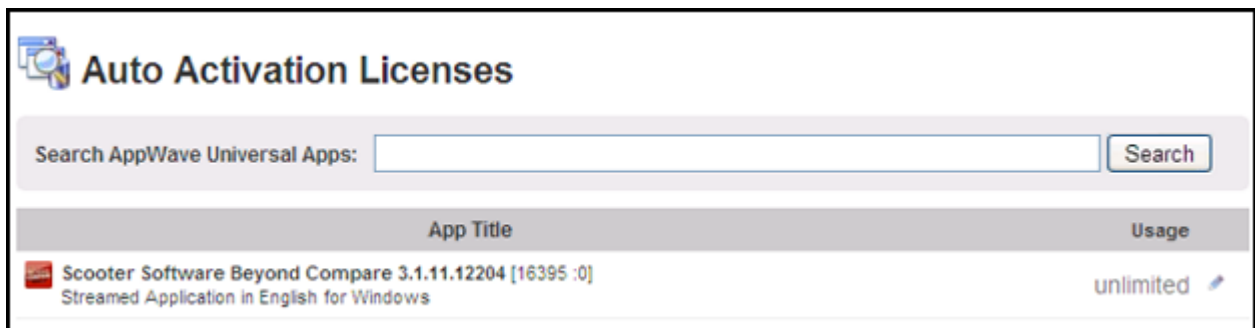 Auto Activation Licenses
Search AppWave Universal Apps: Search
App Title Usage
Scooter Software Beyond Compare 3.1.11.12204 [16395 :0]
Streamed Application in English for Windows
unlimited